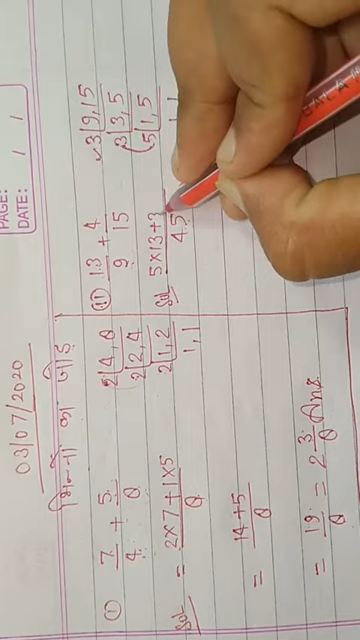 PAGE:
DATE: / /
03/07/2020
भिन्नों का जोड़
(i) 7/4 + 5/8
2|4,8
2|2,4
2|1,2
1,1
Sol = 2×7+1×5/8
= 14+5/8
= 19/8 = 2 3/8 Ans
(ii) 13/9 + 4/15
3|9,15
3|3,5
5|1,5
1,1
Sol 5×13+3/45